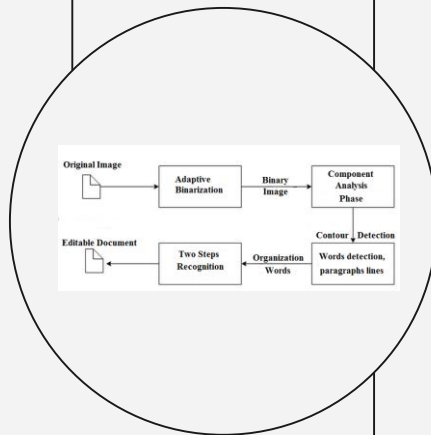 Original Image
Adaptive
Binarization
Binary
Image
Component
Analysis
Phase
Contour Detection
Editable Document
Two Steps
Recognition
Organization
Words
Words detection,
paragraphs lines